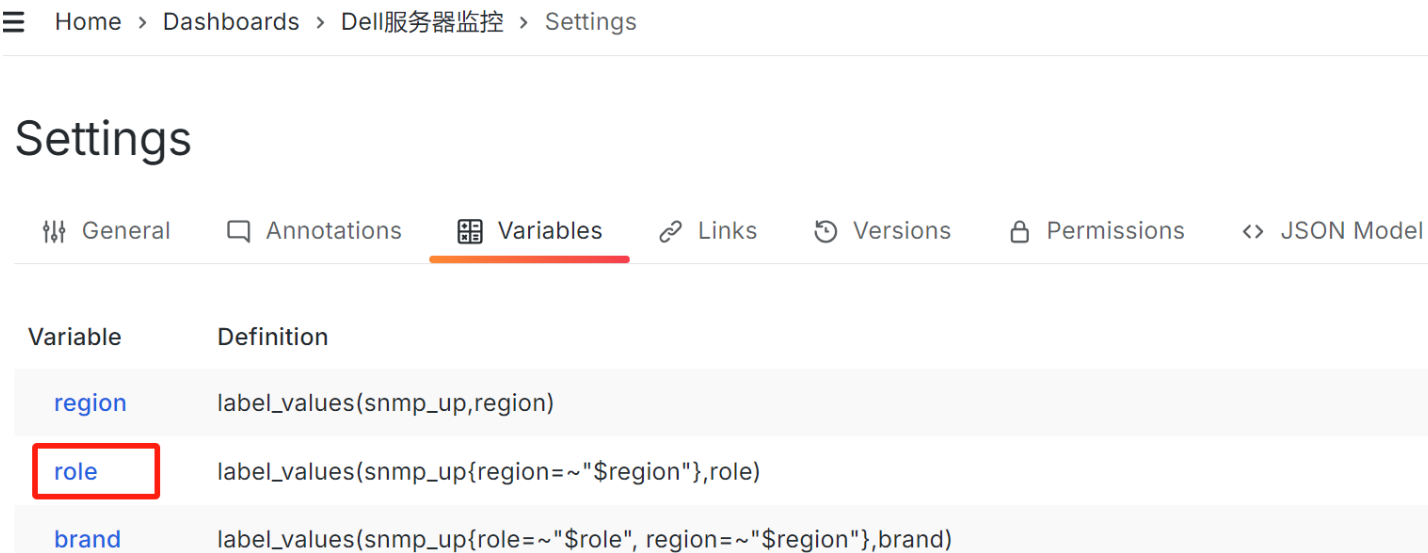 Home > Dashboards > Dell服务器监控 > Settings
Settings
General Annotations Variables Links Versions Permissions JSON Model
Variable Definition
region label_values(snmp_up,region)
role label_values(snmp_up{region=~"$region"},role)
brand label_values(snmp_up{role=~"$role", region=~"$region"},brand)